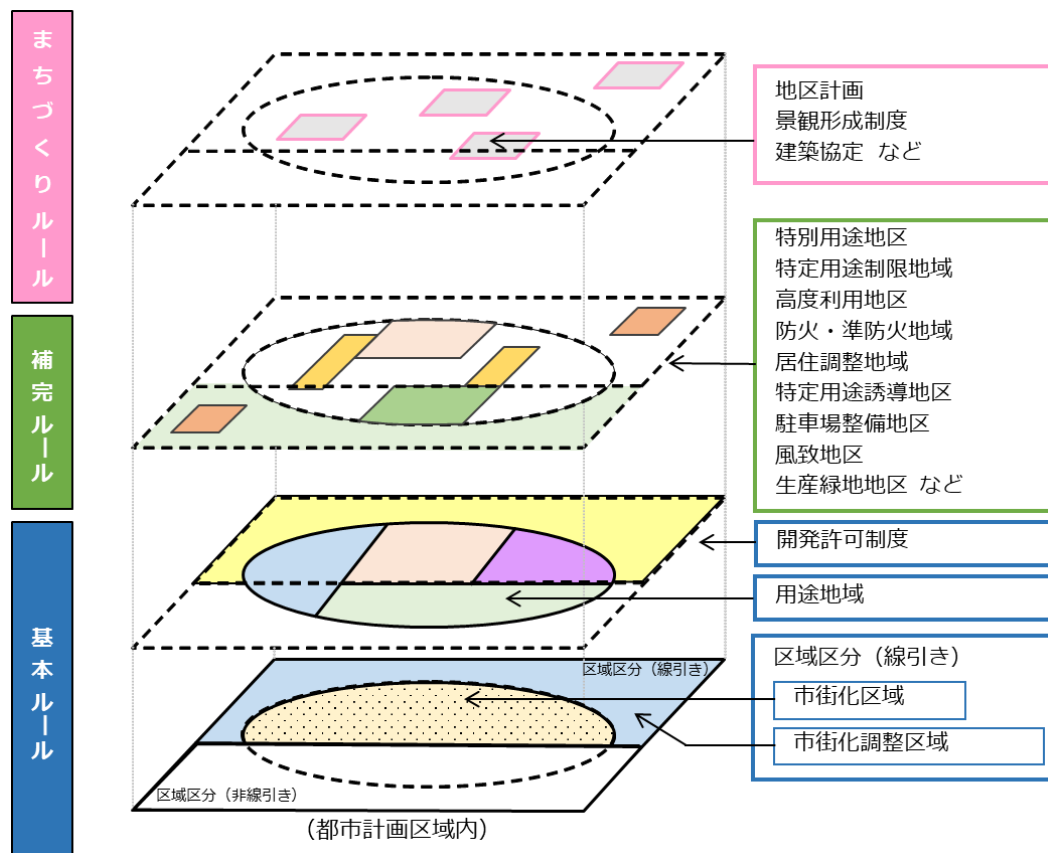 まちづくりルール
地区計画
景観形成制度
建築協定 など
補完ルール
特別用途地区
特定用途制限地域
高度利用地区
防火・準防火地域
居住調整地域
特定用途誘導地区
駐車場整備地区
風致地区
生産緑地地区 など
基本ルール
開発許可制度
用途地域
区域区分（線引き）
区域区分（線引き）
市街化区域
市街化調整区域
区域区分（非線引き）
（都市計画区域内）